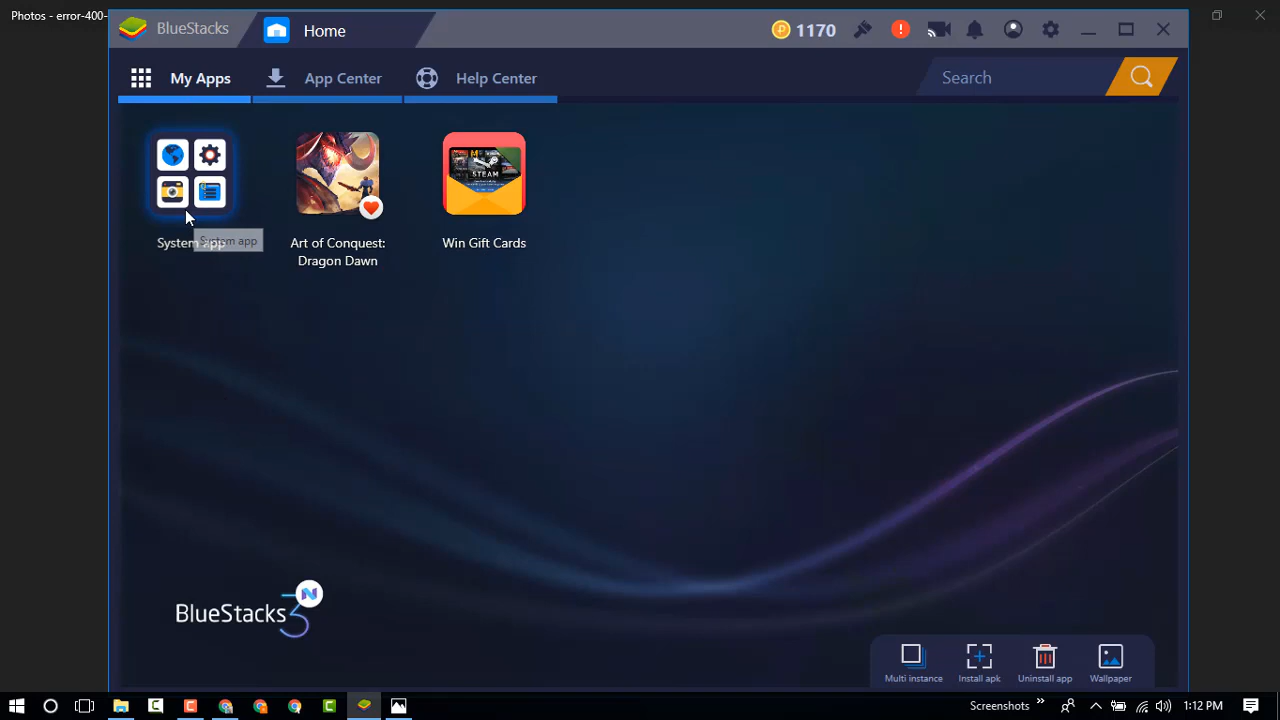 Photos - error-400-
BlueStacks
Home
1170
My Apps
App Center
Help Center
Search
STEAM
System app
System app
Art of Conquest:
Dragon Dawn
Win Gift Cards
BlueStacks 3
N
Multi instance
Install apk
Uninstall app
Wallpaper
Screenshots
1:12 PM